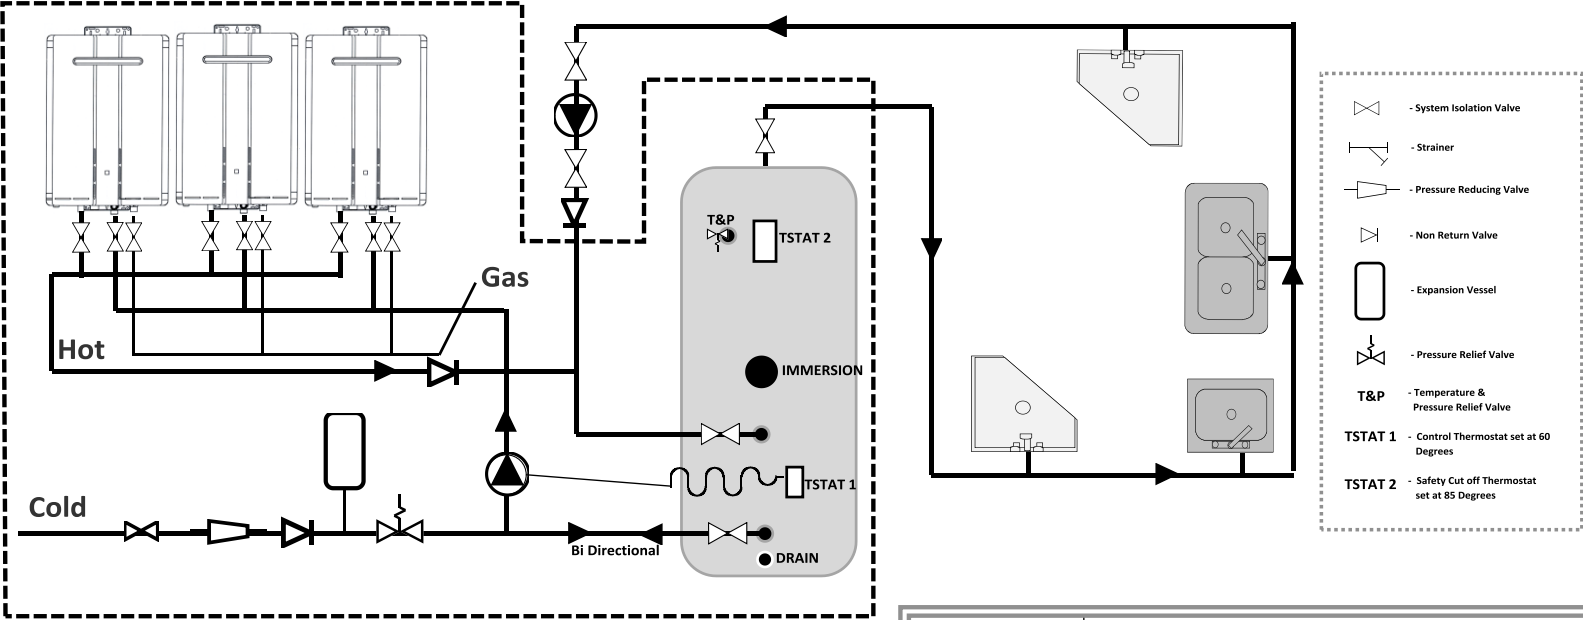 T&P
TSTAT 2
Gas
Hot
IMMERSION
TSTAT 1
Cold
Bi Directional
DRAIN
- System Isolation Valve
- Strainer
- Pressure Reducing Valve
- Non Return Valve
- Expansion Vessel
- Pressure Relief Valve
T&P - Temperature &
Pressure Relief Valve
TSTAT 1 - Control Thermostat set at 60
Degrees
TSTAT 2 - Safety Cut off Thermostat
set at 85 Degrees